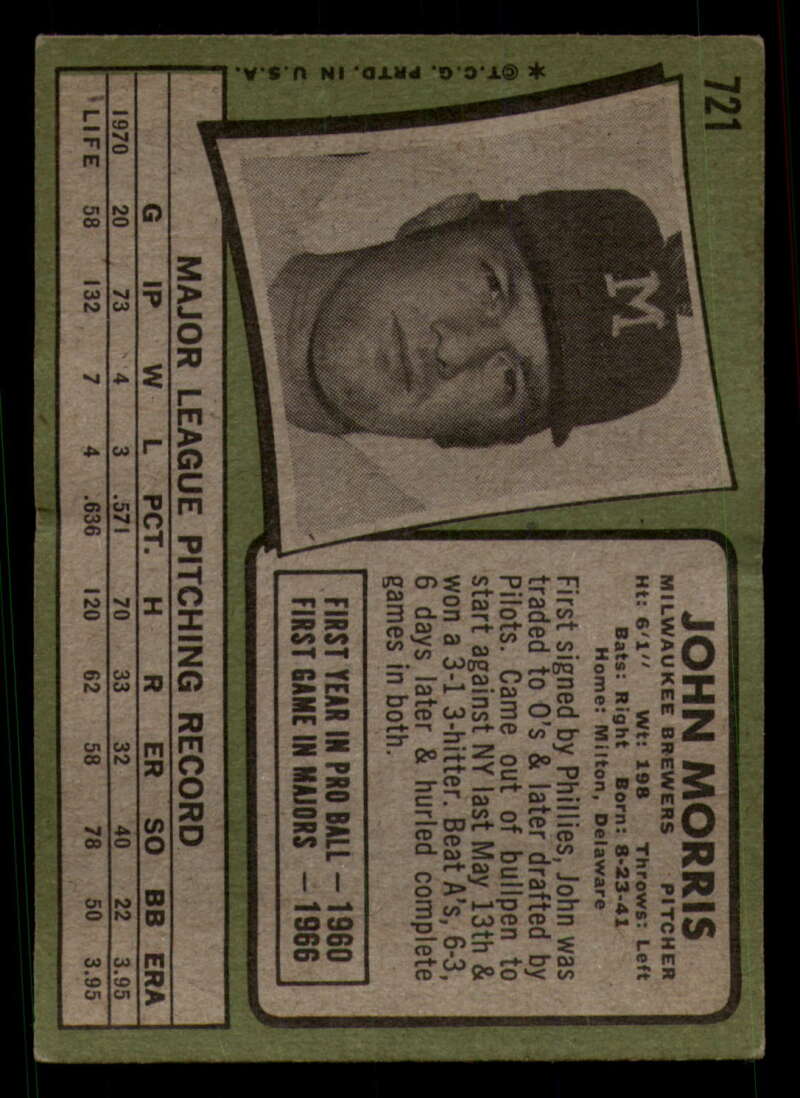 721
M
✶ ©T.C.G. PRTD. IN U.S.A.
JOHN MORRIS
MILWAUKEE BREWERS PITCHER
Ht: 6'1" Wt: 198 Throws: Left
Bats: Right Born: 8-23-41
Home: Milton, Delaware
First signed by Phillies, John was
traded to O's & later drafted by
Pilots. Came out of bullpen to
start against NY last May 13th &
won a 3-1 3-hitter. Beat A's, 6-3,
6 days later & hurled complete
games in both.
FIRST YEAR IN PRO BALL — 1960
FIRST GAME IN MAJORS — 1966
MAJOR LEAGUE PITCHING RECORD
G IP W L PCT. H R ER SO BB ERA
1970 20 73 4 3 .571 70 33 32 40 22 3.95
LIFE 58 132 7 4 .636 120 62 58 78 50 3.95